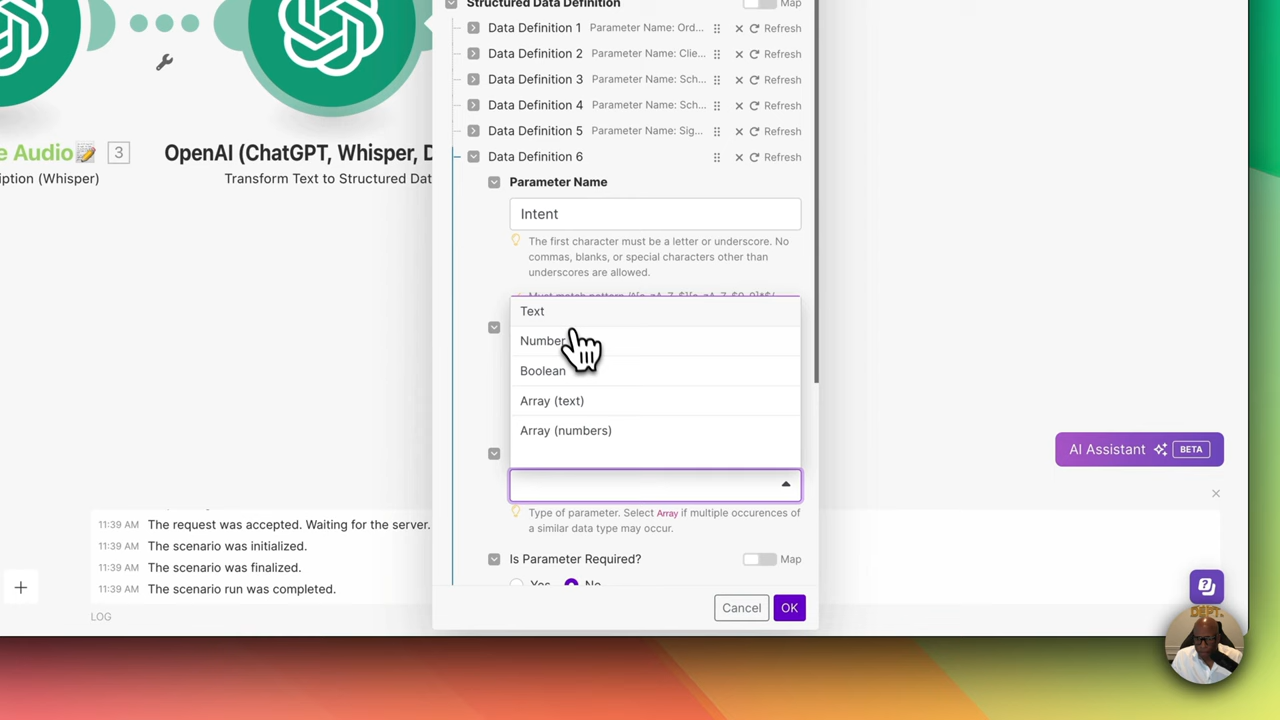 Structured Data Definition
Map
Data Definition 1 Parameter Name: Ord... Refresh
Data Definition 2 Parameter Name: Clie... Refresh
Data Definition 3 Parameter Name: Sch... Refresh
Data Definition 4 Parameter Name: Sch... Refresh
Data Definition 5 Parameter Name: Sig... Refresh
Data Definition 6 Refresh
Parameter Name
Intent
The first character must be a letter or underscore. No
commas, blanks, or special characters other than
underscores are allowed.
Text
Number
Boolean
Array (text)
Array (numbers)
Type of parameter. Select Array if multiple occurences of
a similar data type may occur.
Is Parameter Required? Map
Yes No
Cancel OK
e Audio 3
ription (Whisper)
OpenAI (ChatGPT, Whisper, D
Transform Text to Structured Dat
AI Assistant BETA
11:39 AM The request was accepted. Waiting for the server.
11:39 AM The scenario was initialized.
11:39 AM The scenario was finalized.
11:39 AM The scenario run was completed.
LOG
DEPT.